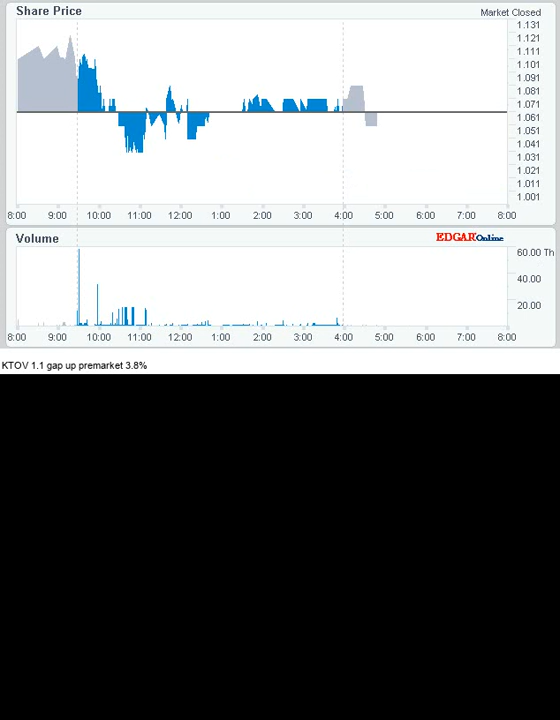 Share Price
Market Closed
1.131
1.121
1.111
1.101
1.091
1.081
1.071
1.061
1.051
1.041
1.031
1.021
1.011
1.001
8:00 9:00 10:00 11:00 12:00 1:00 2:00 3:00 4:00 5:00 6:00 7:00 8:00
Volume
EDGAR Online
60.00 Th
40.00
20.00
8:00 9:00 10:00 11:00 12:00 1:00 2:00 3:00 4:00 5:00 6:00 7:00 8:00
KTOV 1.1 gap up premarket 3.8%